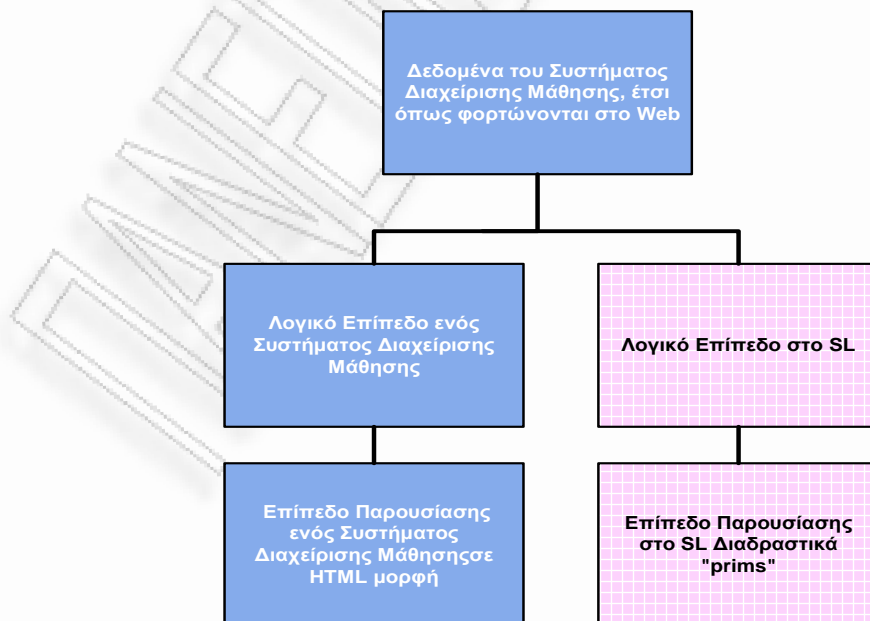 Δεδομένα του Συστήματος
Διαχείρισης Μάθησης, έτσι
όπως φορτώνονται στο Web
Λογικό Επίπεδο ενός
Συστήματος Διαχείρισης
Μάθησης
Λογικό Επίπεδο στο SL
Επίπεδο Παρουσίασης
ενός Συστήματος
Διαχείρισης Μάθησηςσε
HTML μορφή
Επίπεδο Παρουσίασης
στο SL Διαδραστικά
"prims"